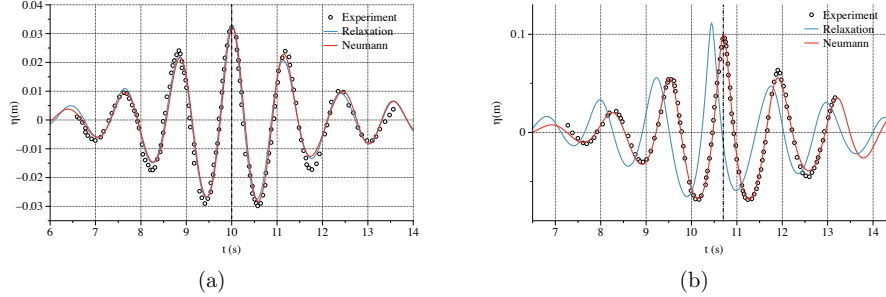 0.04
0.03
0.02
0.01
0
−0.01
−0.02
−0.03
η(m)
6 7 8 9 10 11 12 13 14
t (s)
Experiment
Relaxation
Neumann
(a)
0.1
0
η(m)
7 8 9 10 11 12 13 14
t (s)
Experiment
Relaxation
Neumann
(b)